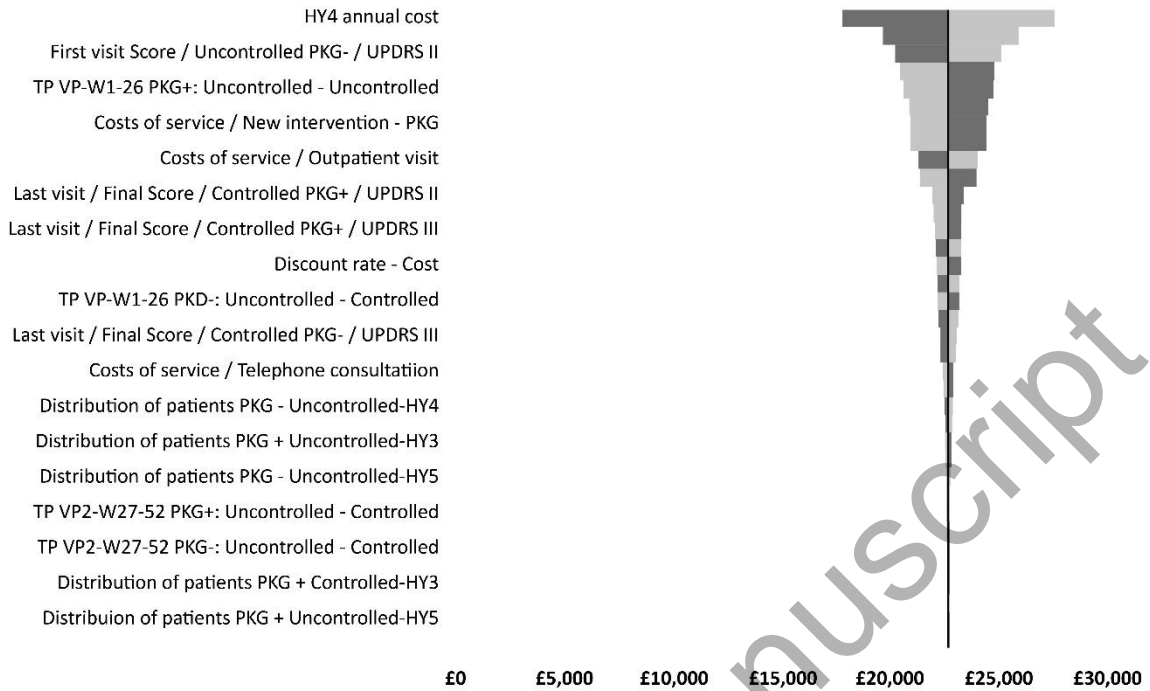 HY4 annual cost
First visit Score / Uncontrolled PKG- / UPDRS II
TP VP-W1-26 PKG+: Uncontrolled - Uncontrolled
Costs of service / New intervention - PKG
Costs of service / Outpatient visit
Last visit / Final Score / Controlled PKG+ / UPDRS II
Last visit / Final Score / Controlled PKG+ / UPDRS III
Discount rate - Cost
TP VP-W1-26 PKD-: Uncontrolled - Controlled
Last visit / Final Score / Controlled PKG- / UPDRS III
Costs of service / Telephone consultatiion
Distribution of patients PKG - Uncontrolled-HY4
Distribution of patients PKG + Uncontrolled-HY3
Distribution of patients PKG - Uncontrolled-HY5
TP VP2-W27-52 PKG+: Uncontrolled - Controlled
TP VP2-W27-52 PKG-: Uncontrolled - Controlled
Distribution of patients PKG + Controlled-HY3
Distribuion of patients PKG + Uncontrolled-HY5
£0 £5,000 £10,000 £15,000 £20,000 £25,000 £30,000
nuscript